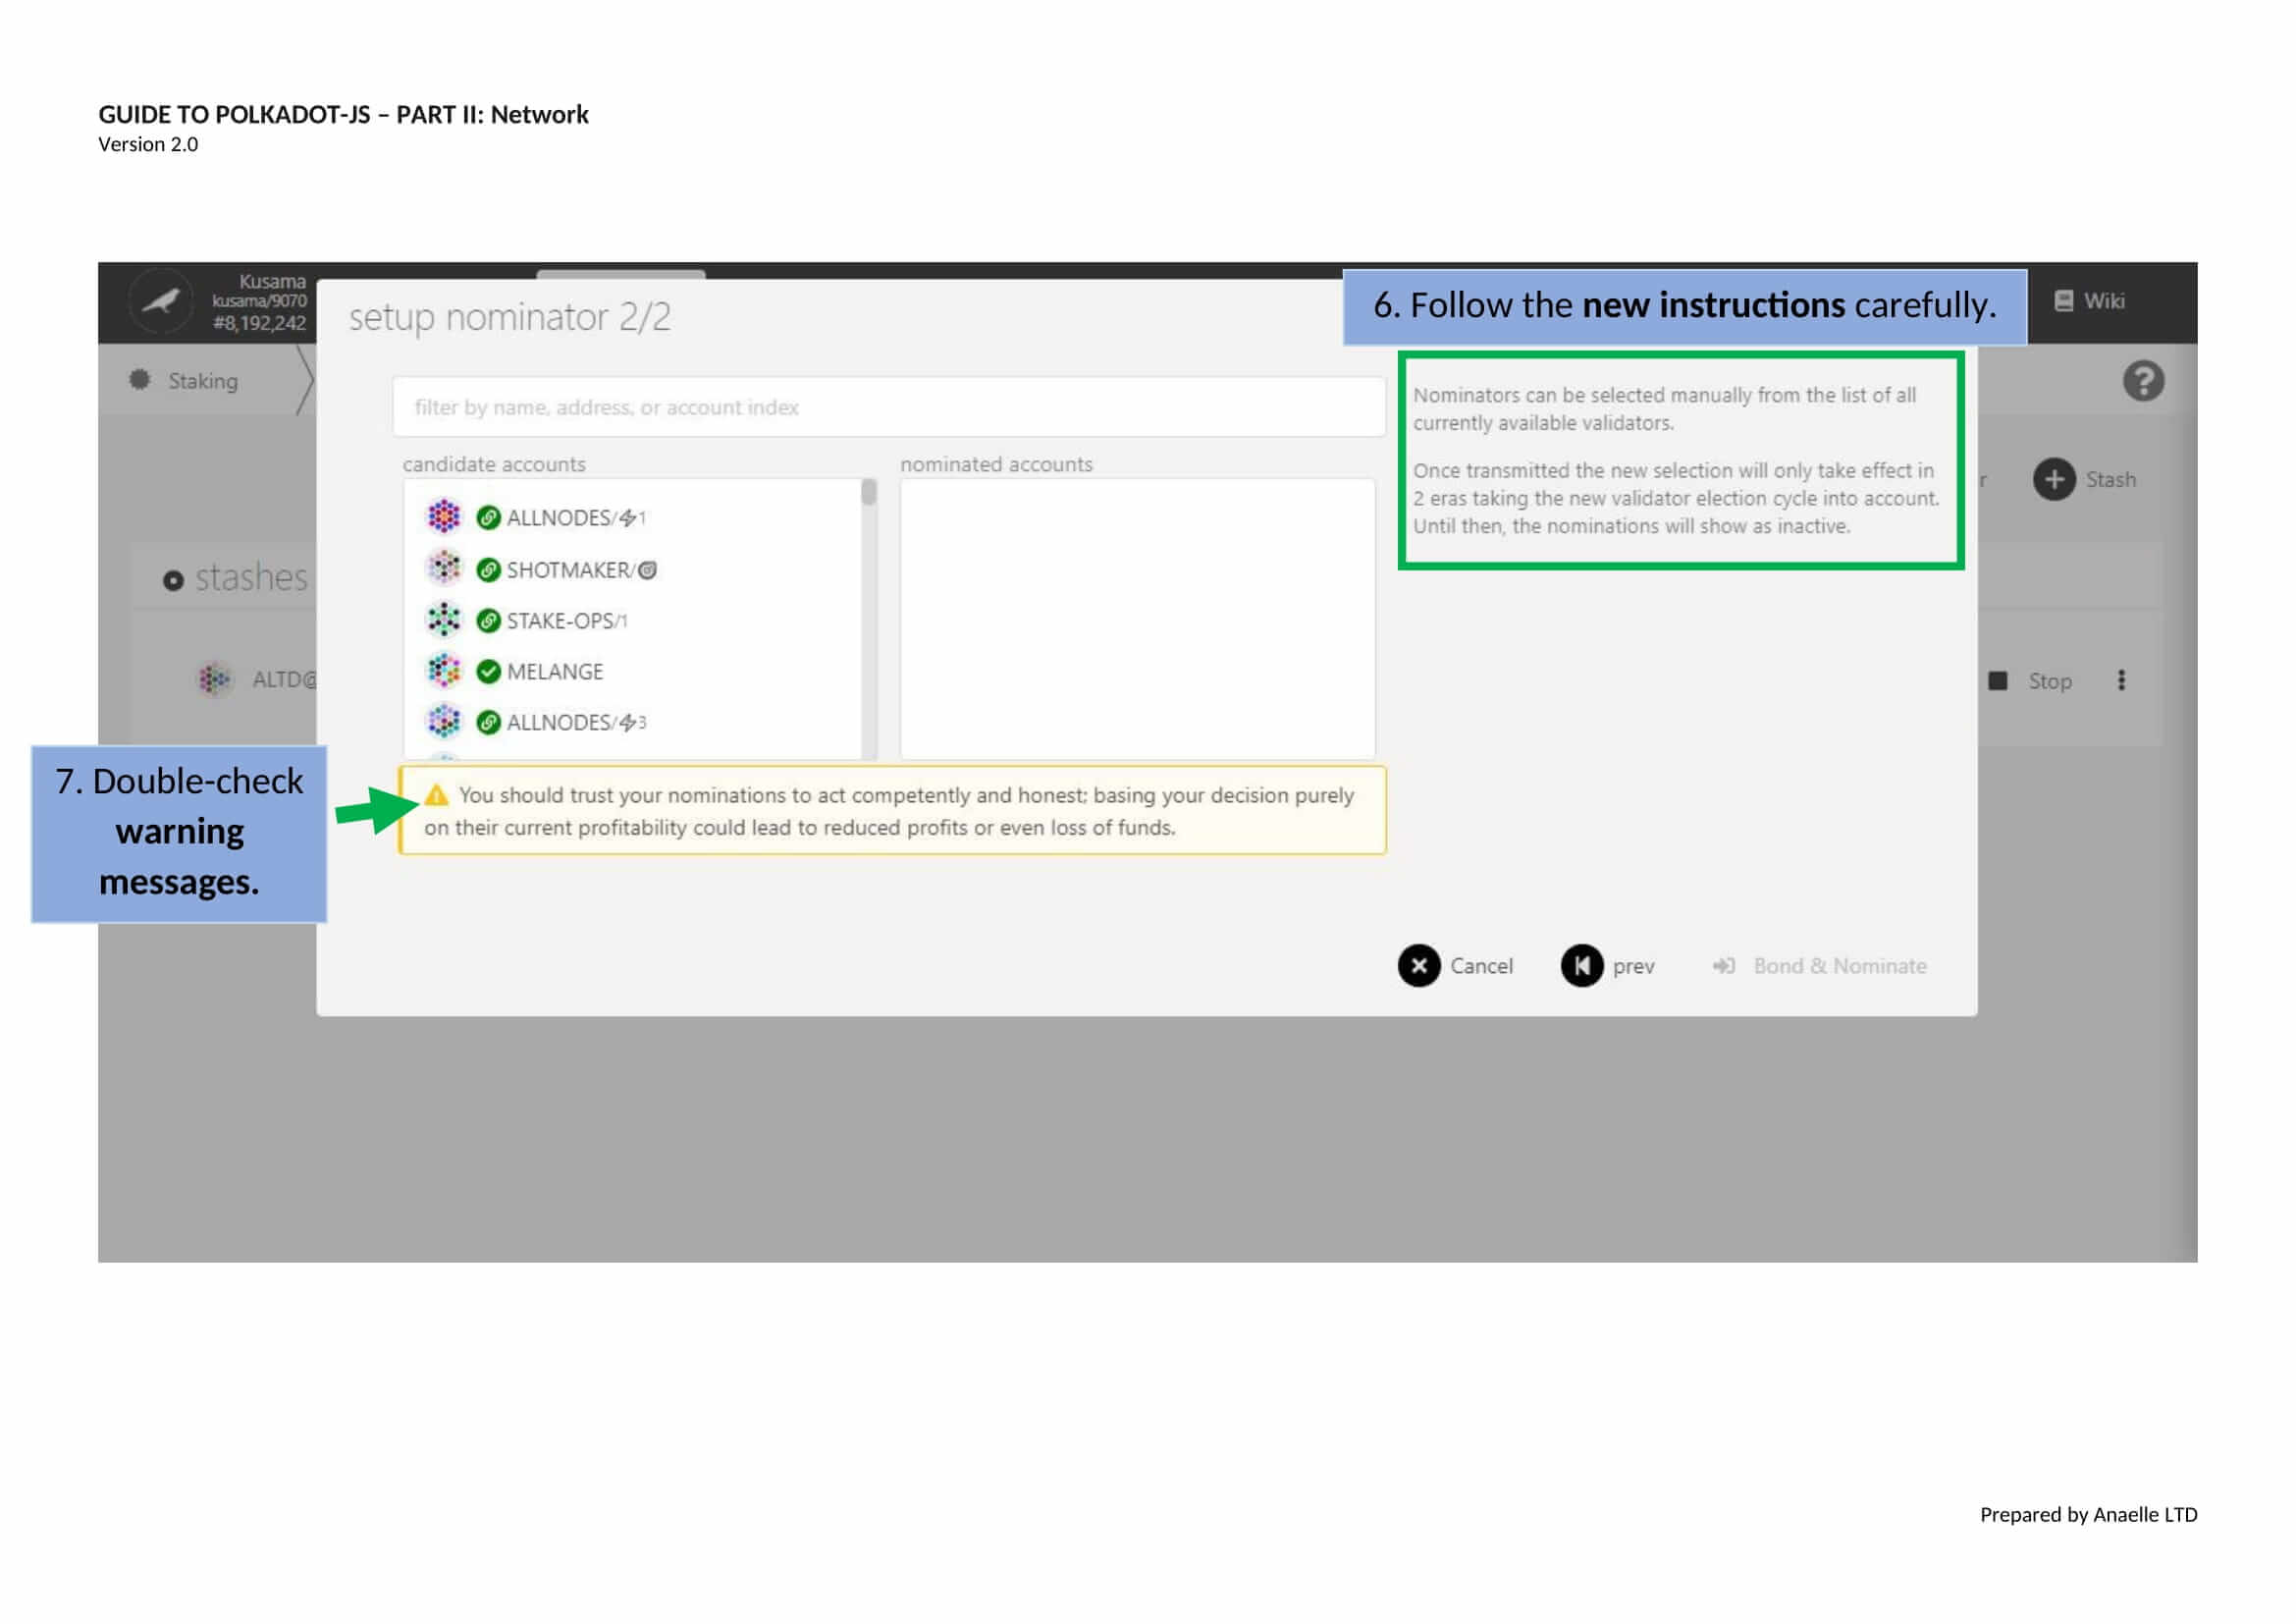 GUIDE TO POLKADOT-JS – PART II: Network
Version 2.0
Kusama
kusama/9070
#8,192,242
setup nominator 2/2
6. Follow the new instructions carefully.
Wiki
Staking
filter by name, address, or account index
Nominators can be selected manually from the list of all
currently available validators.
Once transmitted the new selection will only take effect in
2 eras taking the new validator election cycle into account.
Until then, the nominations will show as inactive.
candidate accounts
nominated accounts
r
Stash
ALLNODES/⚡1
SHOTMAKER/
STAKE-OPS/1
MELANGE
ALLNODES/⚡3
stashes
ALTD@
Stop
7. Double-check
warning
messages.
You should trust your nominations to act competently and honest; basing your decision purely
on their current profitability could lead to reduced profits or even loss of funds.
Cancel
prev
Bond & Nominate
Prepared by Anaelle LTD